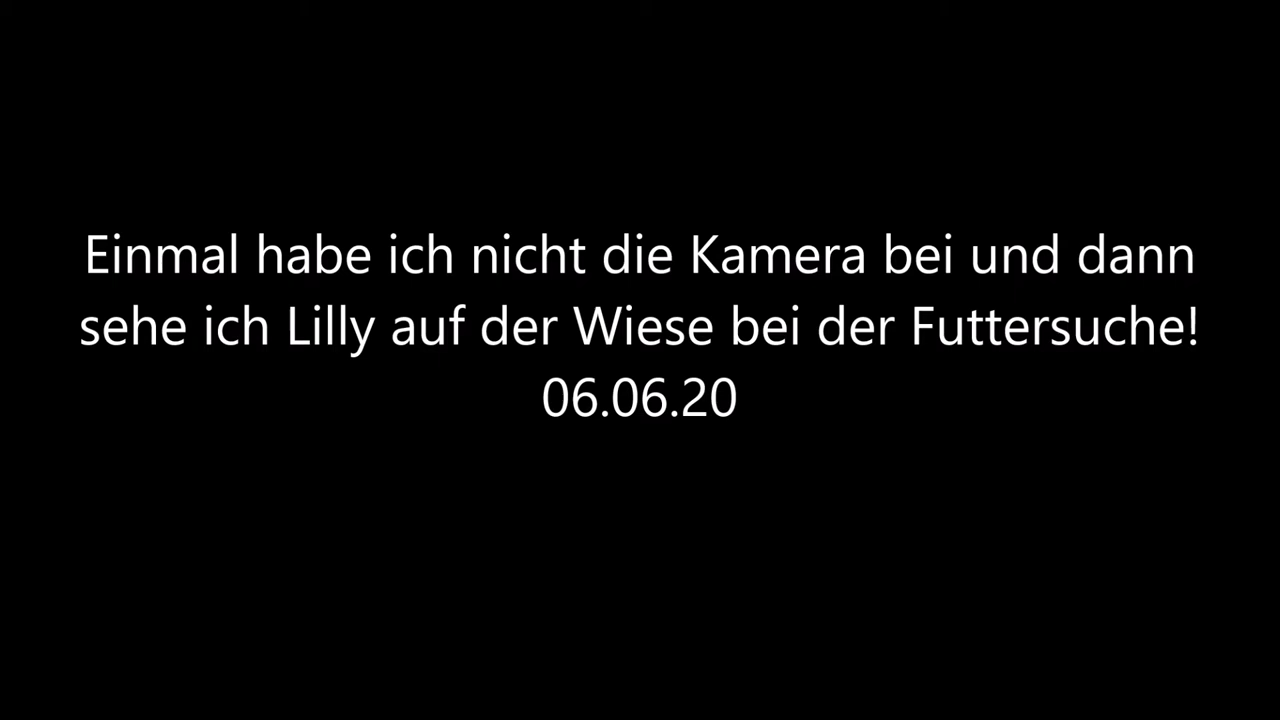 Einmal habe ich nicht die Kamera bei und dann
sehe ich Lilly auf der Wiese bei der Futtersuche!
06.06.20